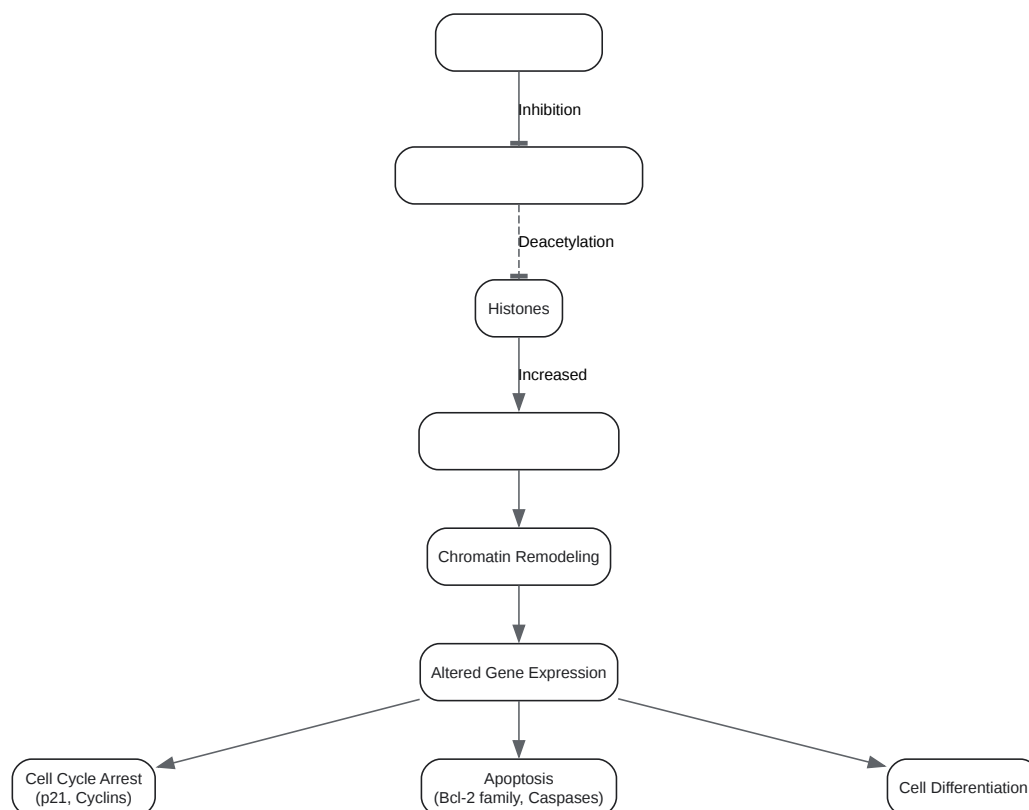 Inhibition
Deacetylation
Histones
Increased
Chromatin Remodeling
Altered Gene Expression
Cell Cycle Arrest
(p21, Cyclins)
Apoptosis
(Bcl-2 family, Caspases)
Cell Differentiation